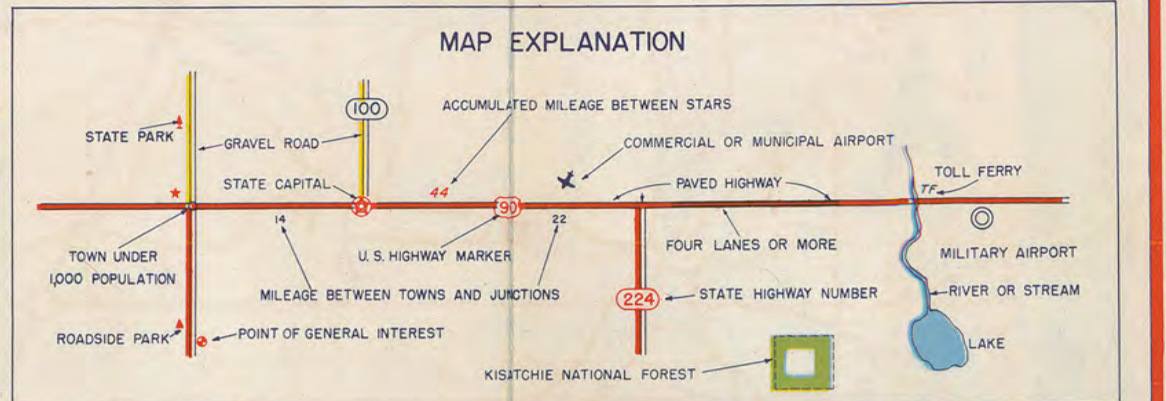 MAP EXPLANATION
100
ACCUMULATED MILEAGE BETWEEN STARS
STATE PARK
GRAVEL ROAD
COMMERCIAL OR MUNICIPAL AIRPORT
STATE CAPITAL
44
PAVED HIGHWAY
TF
TOLL FERRY
90
14
22
TOWN UNDER
1,000 POPULATION
U. S. HIGHWAY MARKER
FOUR LANES OR MORE
MILITARY AIRPORT
MILEAGE BETWEEN TOWNS AND JUNCTIONS
224
STATE HIGHWAY NUMBER
RIVER OR STREAM
ROADSIDE PARK
POINT OF GENERAL INTEREST
LAKE
KISATCHIE NATIONAL FOREST